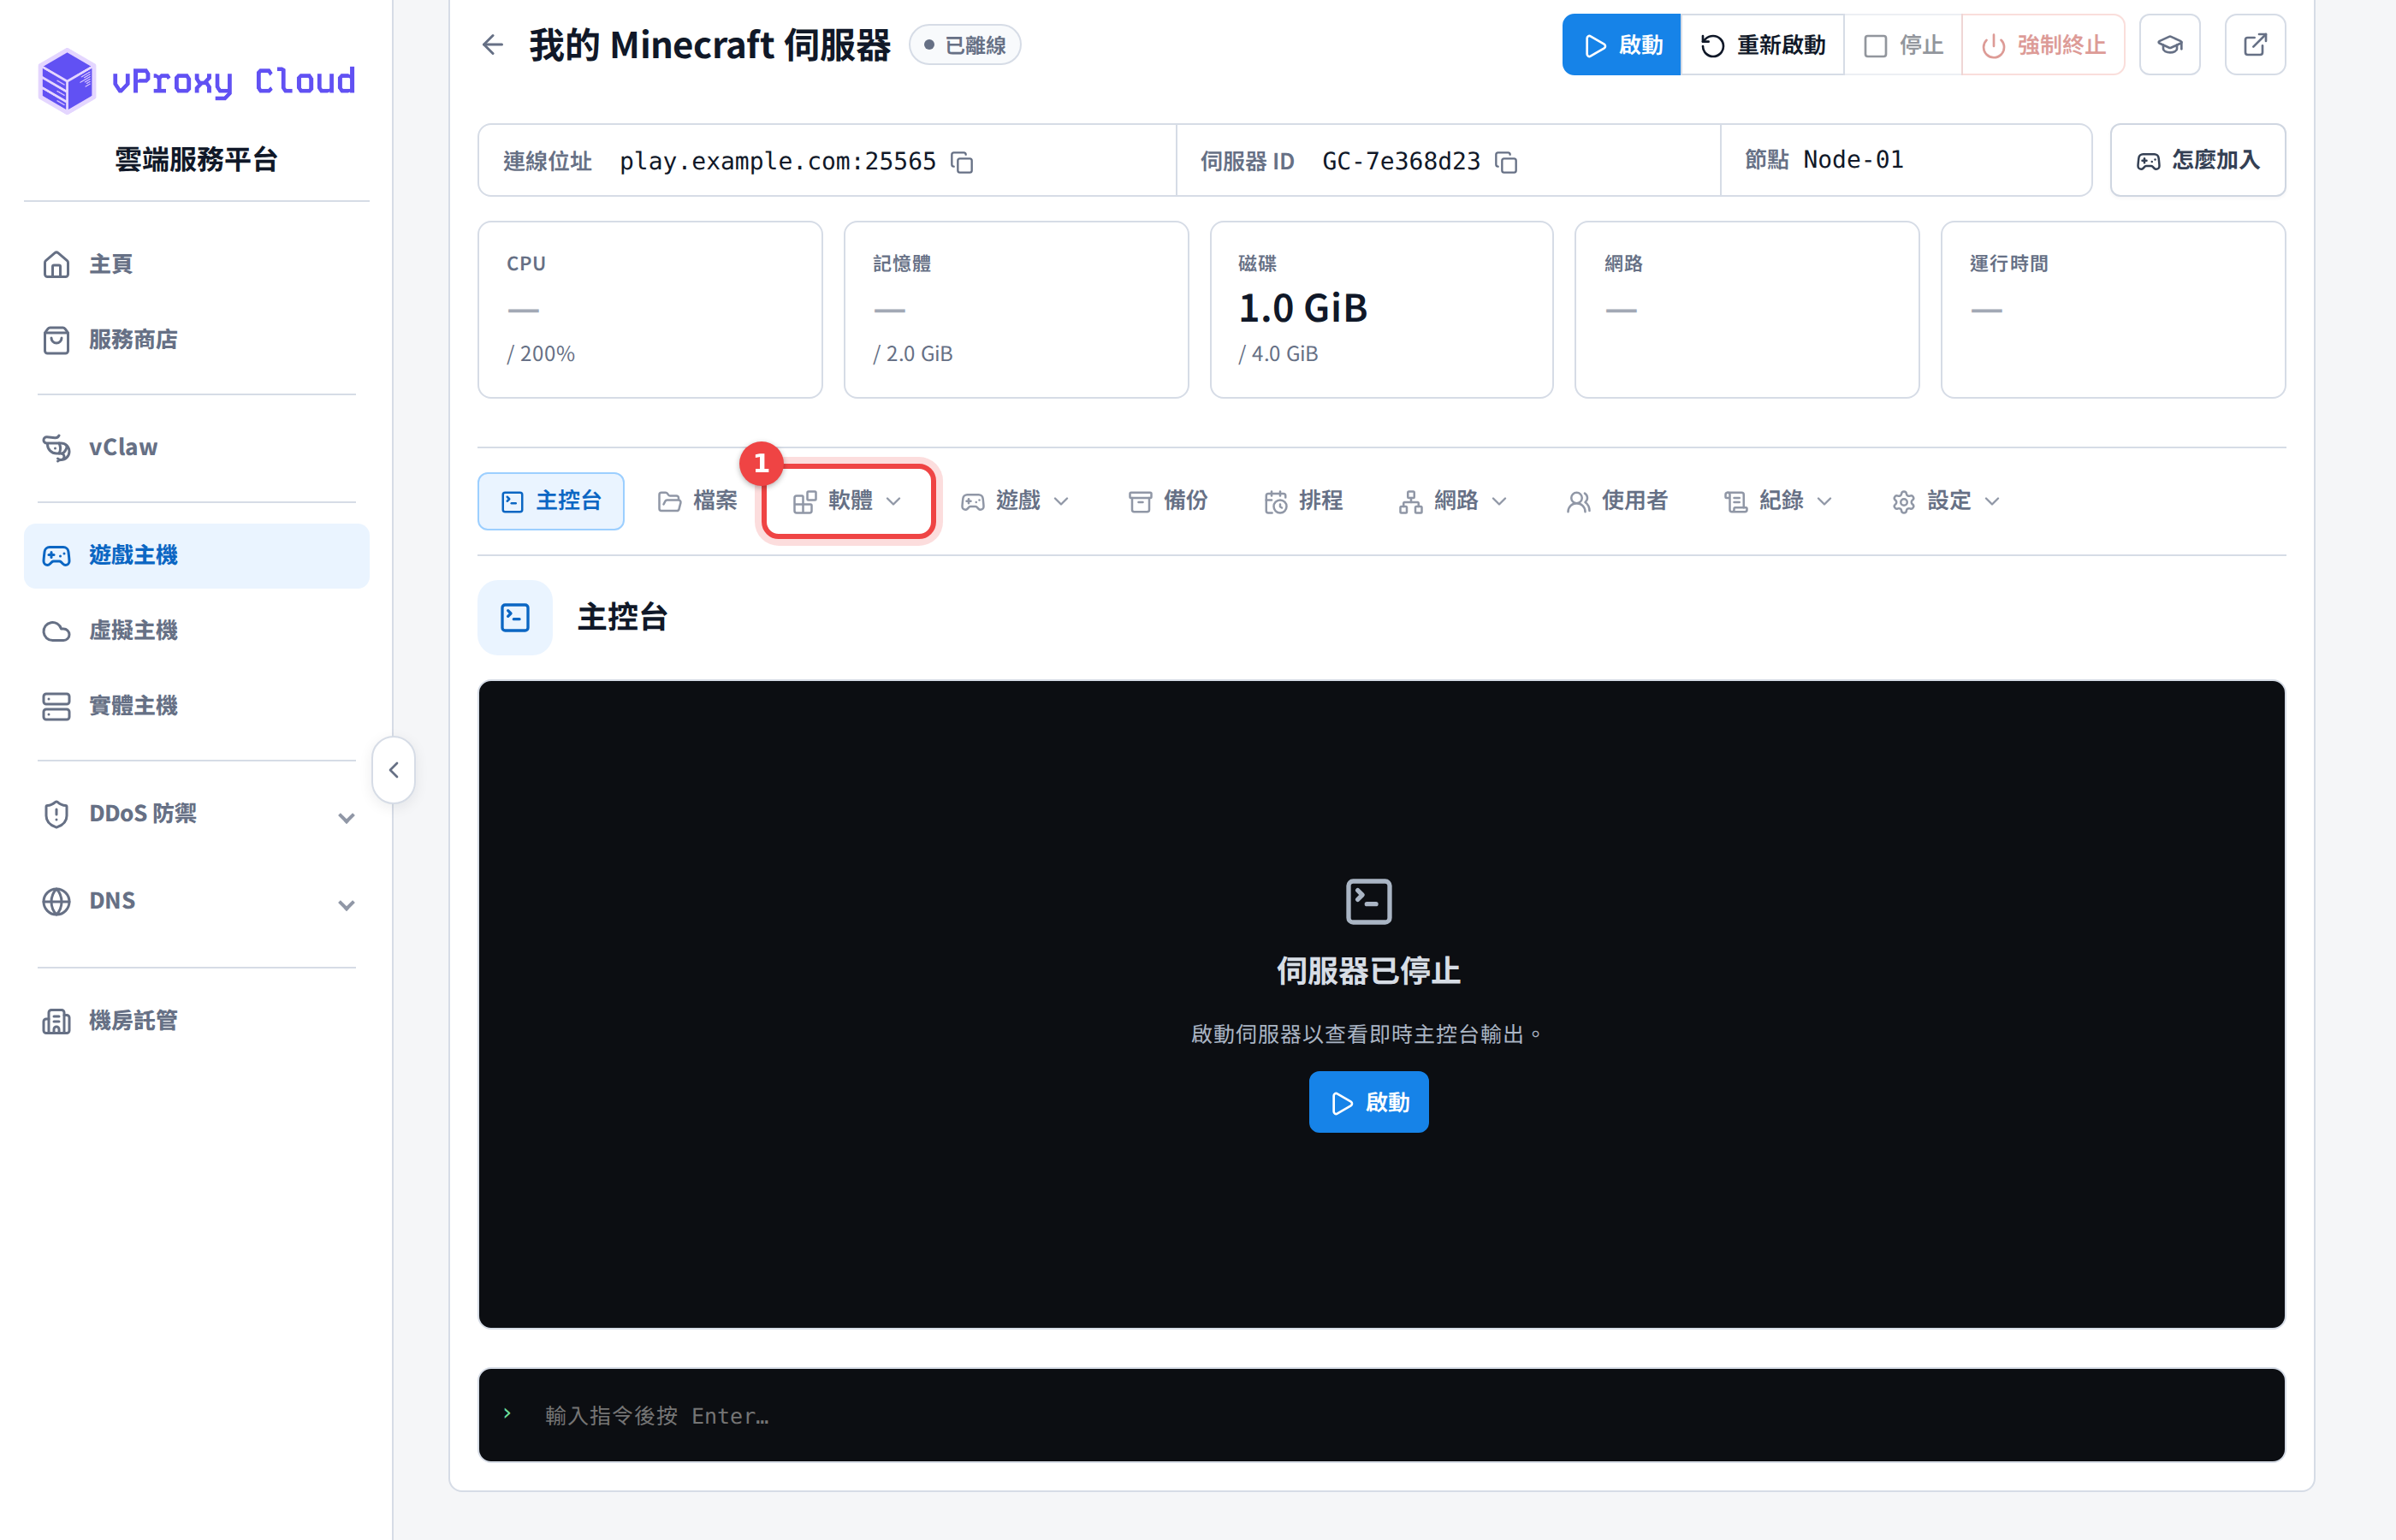 vProxy Cloud
雲端服務平台
主頁
服務商店
vClaw
遊戲主機
虛擬主機
實體主機
DDoS 防禦
DNS
機房託管
我的 Minecraft 伺服器 已離線
啟動 重新啟動 停止 強制終止
連線位址 play.example.com:25565 伺服器 ID GC-7e368d23 節點 Node-01 怎麼加入
CPU
—
/ 200%
記憶體
—
/ 2.0 GiB
磁碟
1.0 GiB
/ 4.0 GiB
網路
—
運行時間
—
1
主控台 檔案 軟體 遊戲 備份 排程 網路 使用者 紀錄 設定
主控台
伺服器已停止
啟動伺服器以查看即時主控台輸出。
啟動
› 輸入指令後按 Enter…